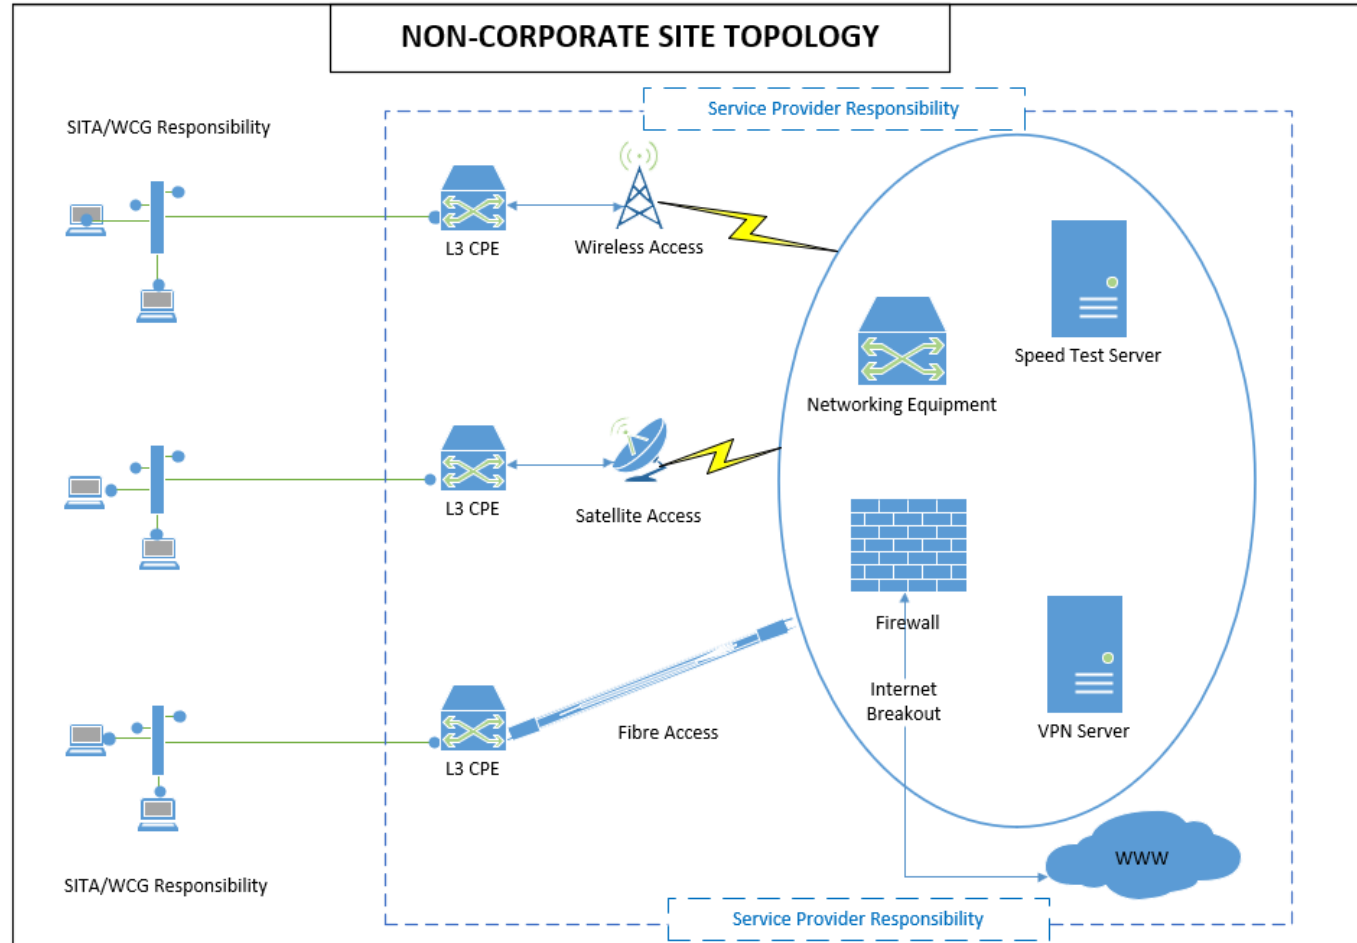 NON-CORPORATE SITE TOPOLOGY
Service Provider Responsibility
SITA/WCG Responsibility
L3 CPE
Wireless Access
Speed Test Server
Networking Equipment
L3 CPE
Satellite Access
Firewall
Internet
Breakout
Fibre Access
VPN Server
L3 CPE
WWW
SITA/WCG Responsibility
Service Provider Responsibility